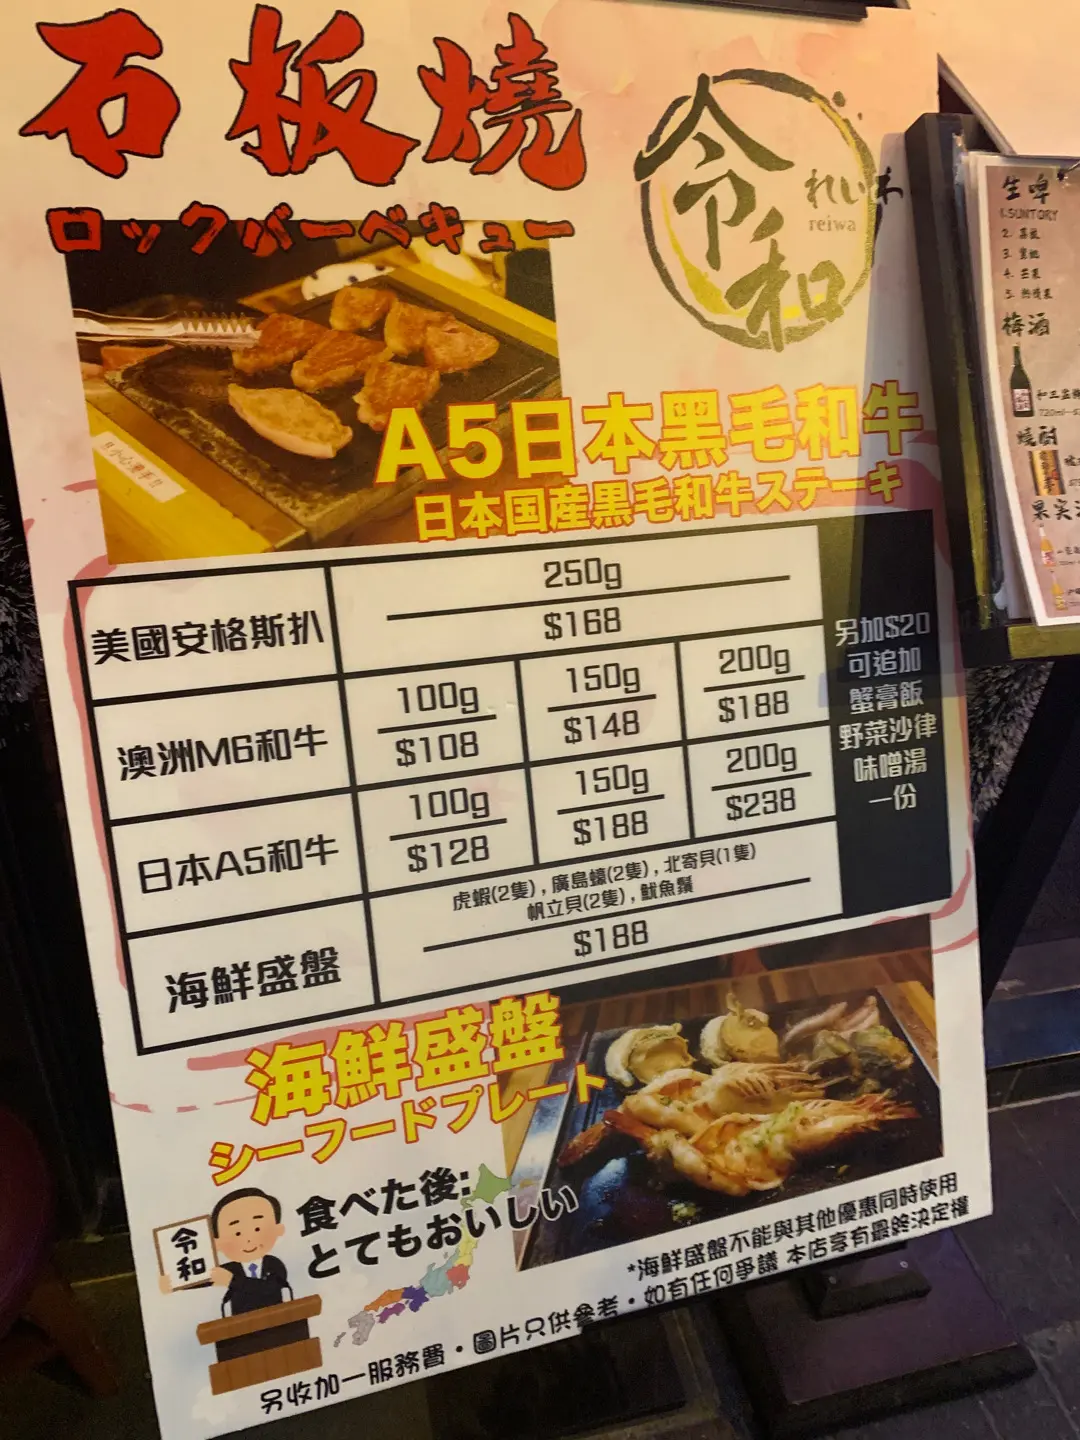 石板燒
ロックバーベキュー
令和
れいわ
reiwa
A5日本黒毛和牛
日本国産黒毛和牛ステーキ
美國安格斯扒
250g
$168
澳洲M6和牛
100g
$108
150g
$148
200g
$188
日本A5和牛
100g
$128
150g
$188
200g
$238
海鮮盛盤
虎蝦(2隻),廣島蠔(2隻),北寄貝(1隻)
帆立貝(2隻),魷魚鬚
$188
另加$20
可追加
蟹膏飯
野菜沙律
味噌湯
一份
海鮮盛盤
シーフードプレート
令和
食べた後:
とてもおいしい
*海鮮盛盤不能與其他優惠同時使用
另收加一服務費・圖片只供參考・如有任何爭議 本店享有最終決定權
生啤
1.SUNTORY
梅酒
720ml
燒酎